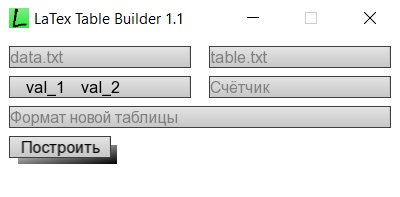 LaTex Table Builder 1.1
data.txt table.txt
val_1 val_2 Счётчик
Формат новой таблицы
Построить